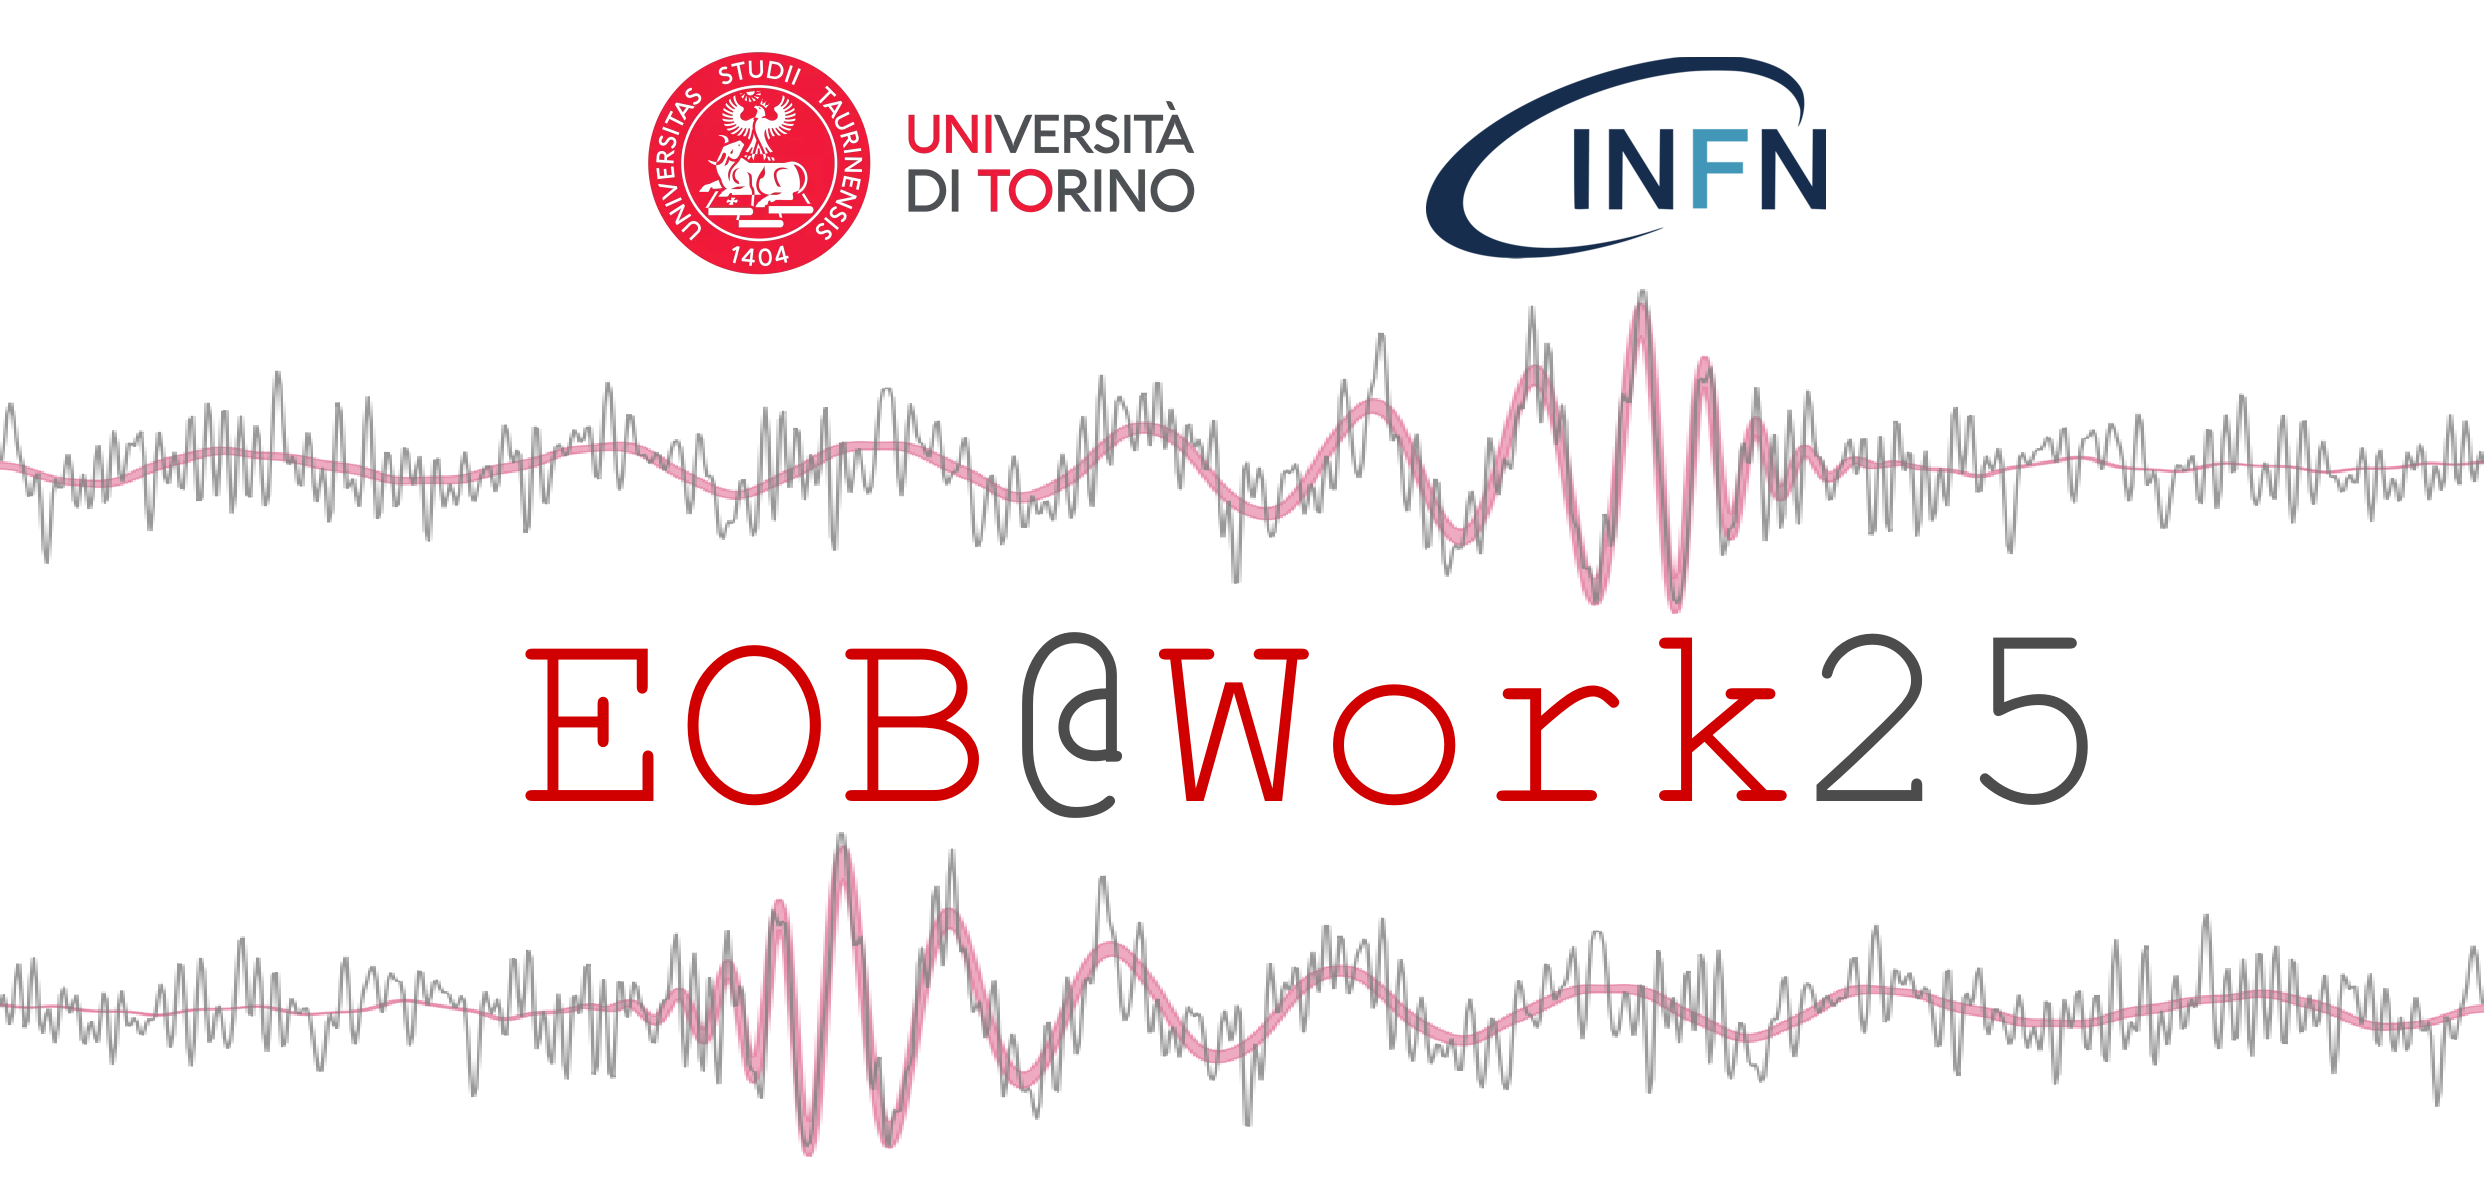 UNIVERSITAS STUDII TAURINENSIS
1404
UNIVERSITÀ
DI TORINO
INFN
EOB@Work25